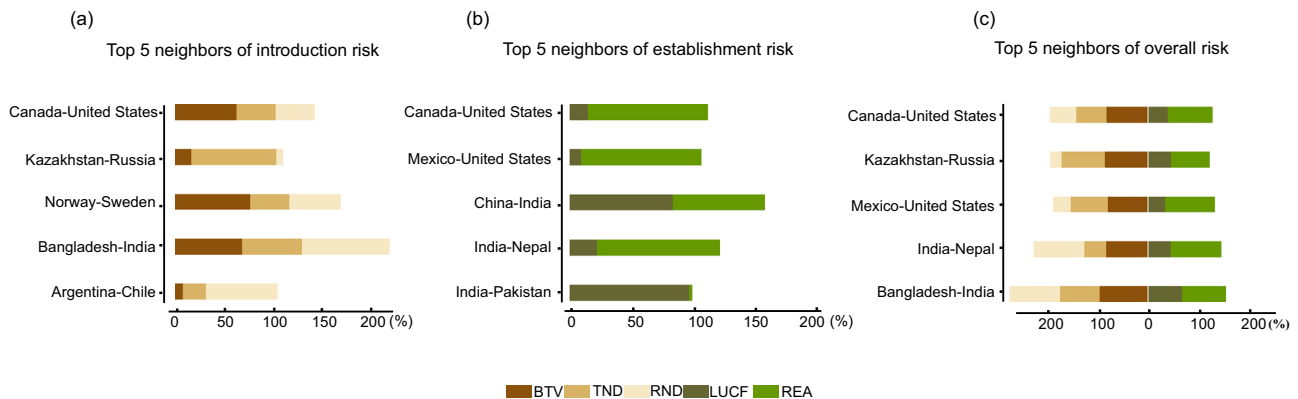 (a)
Top 5 neighbors of introduction risk
Canada-United States
Kazakhstan-Russia
Norway-Sweden
Bangladesh-India
Argentina-Chile
0 50 100 150 200 (%)
(b)
Top 5 neighbors of establishment risk
Canada-United States
Mexico-United States
China-India
India-Nepal
India-Pakistan
0 50 100 150 200 (%)
(c)
Top 5 neighbors of overall risk
Canada-United States
Kazakhstan-Russia
Mexico-United States
India-Nepal
Bangladesh-India
200 100 0 100 200 (%)
BTV TND RND LUCF REA